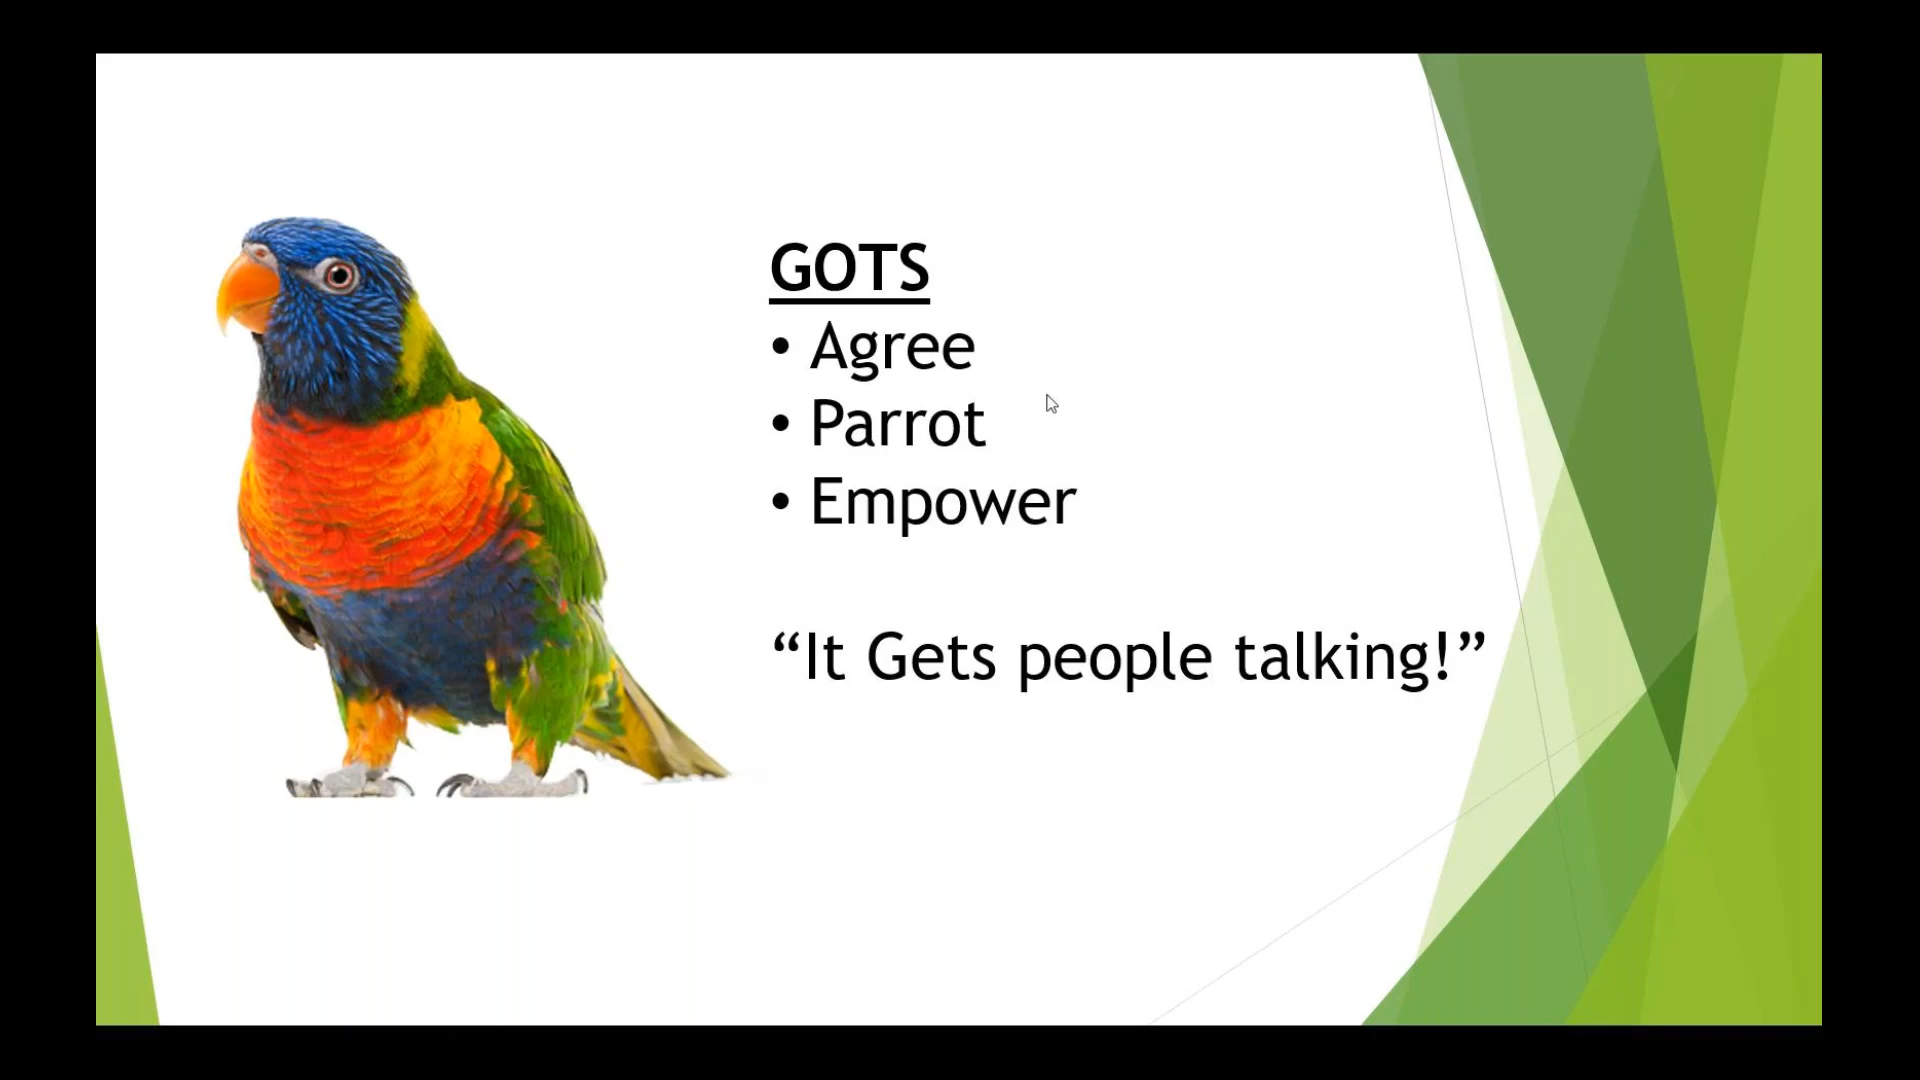 GOTS
• Agree
• Parrot
• Empower
“It Gets people talking!”